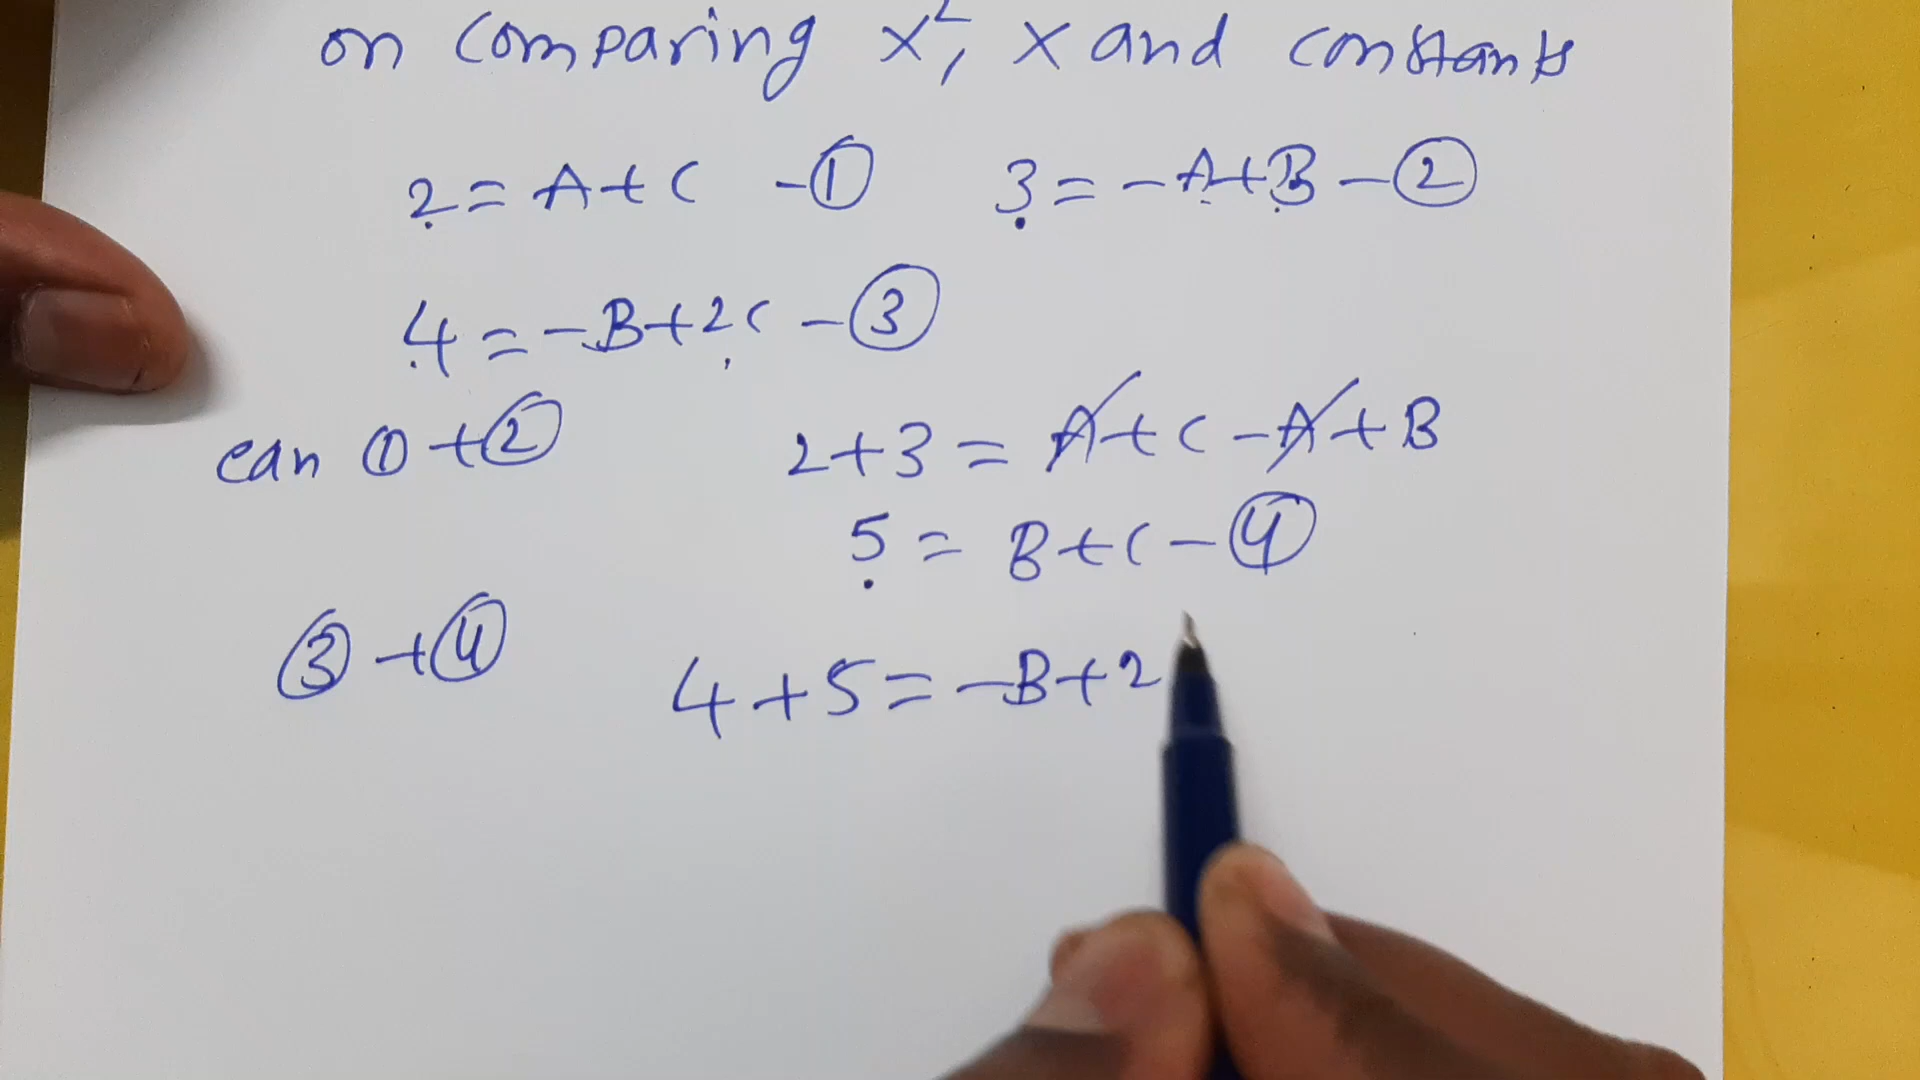 on comparing x², x and constants
2 = A + C - ① 3 = -A + B - ②
4 = -B + 2C - ③
ean ① + ② 2 + 3 = A + C - A + B
5 = B + C - ④
③ + ④ 4 + 5 = -B + 2